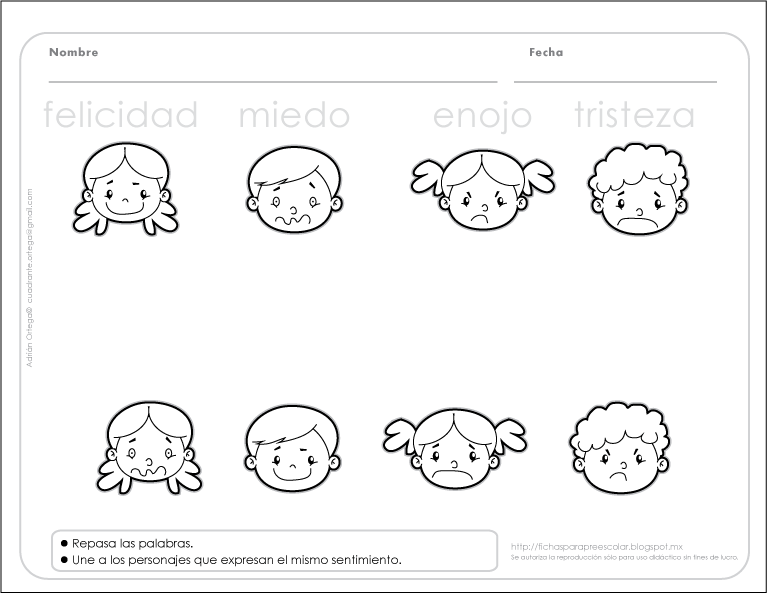 Nombre
Fecha
felicidad miedo enojo tristeza
Adrián Ortega© cuadrante.ortega@gmail.com
● Repasa las palabras.
● Une a los personajes que expresan el mismo sentimiento.
http://fichasparapreescolar.blogspot.mx
Se autoriza la reproducción sólo para uso didáctico sin fines de lucro.